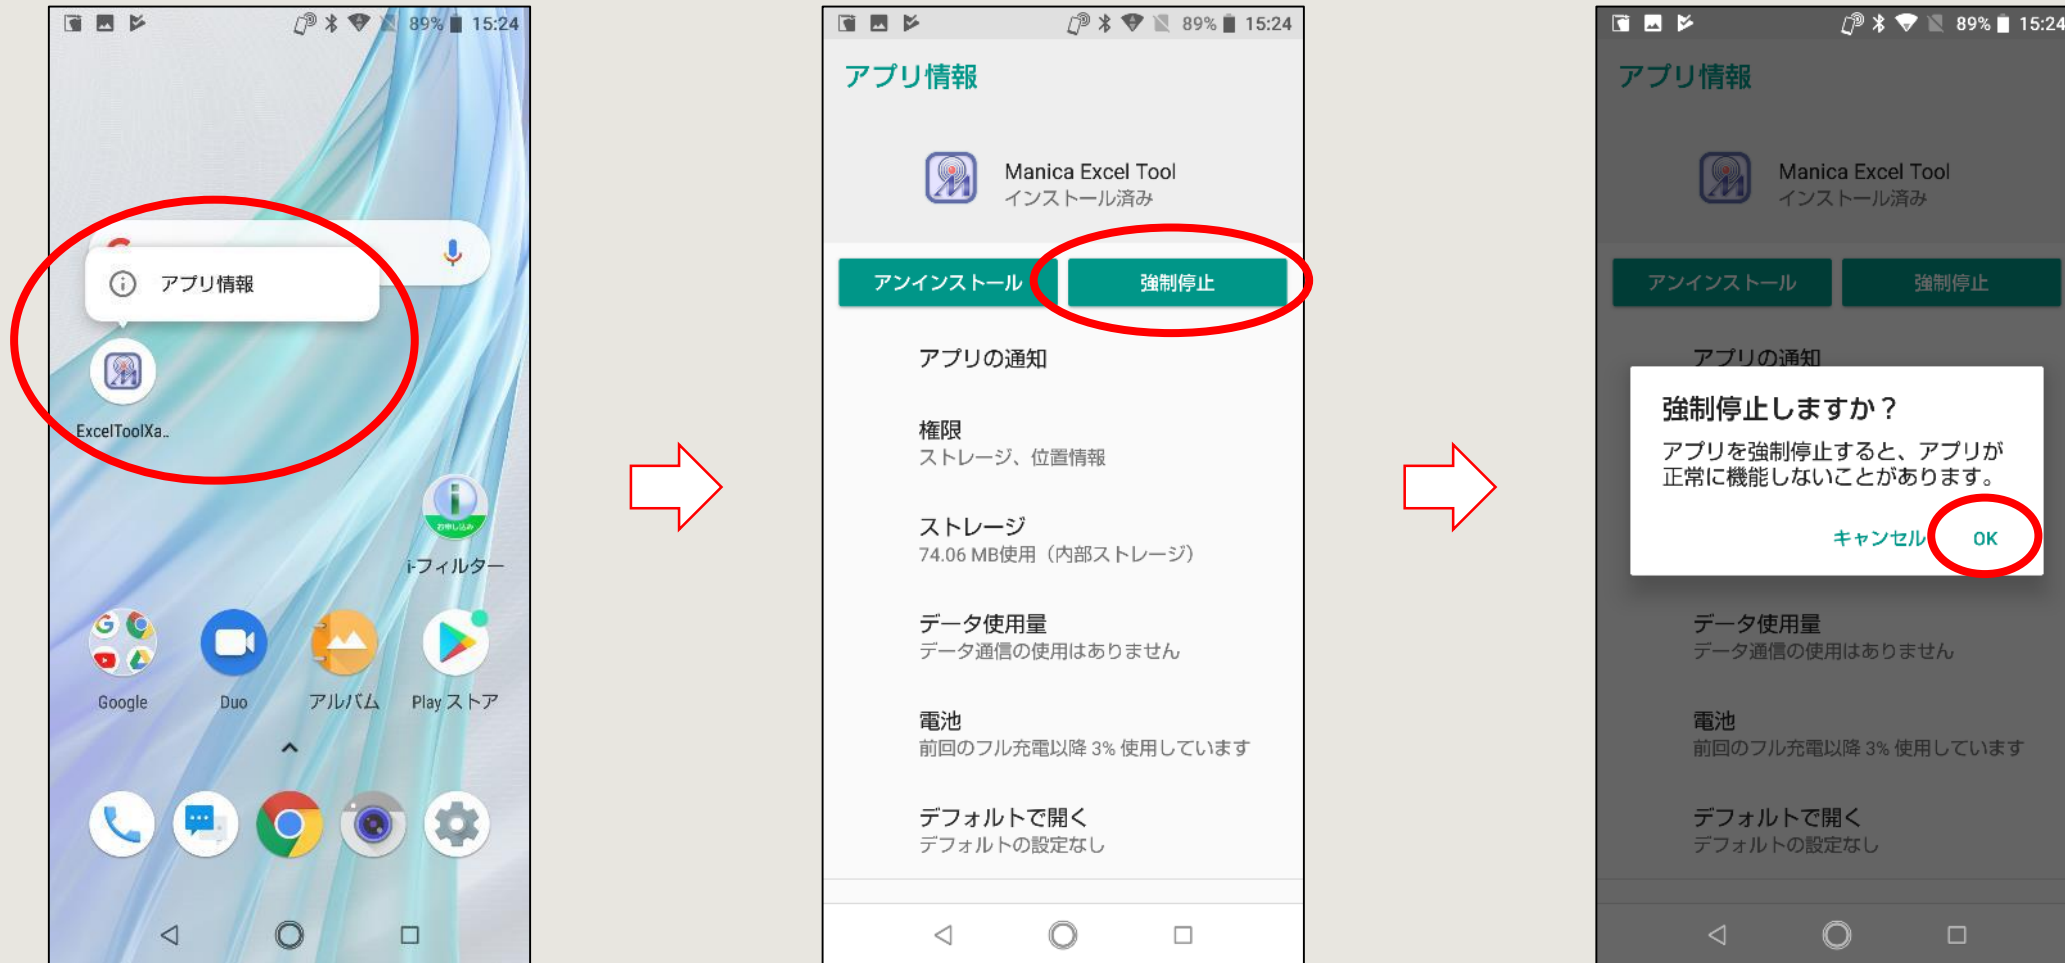 89% 15:24
アプリ情報
ExcelToolXa..
お申し込み
i-フィルター
Google
Duo
アルバム
Play ストア
89% 15:24
アプリ情報
Manica Excel Tool
インストール済み
アンインストール
強制停止
アプリの通知
権限
ストレージ、位置情報
ストレージ
74.06 MB使用（内部ストレージ）
データ使用量
データ通信の使用はありません
電池
前回のフル充電以降 3% 使用しています
デフォルトで開く
デフォルトの設定なし
89% 15:24
アプリ情報
Manica Excel Tool
インストール済み
アンインストール
強制停止
アプリの通知
強制停止しますか？
アプリを強制停止すると、アプリが
正常に機能しないことがあります。
キャンセル
OK
データ使用量
データ通信の使用はありません
電池
前回のフル充電以降 3% 使用しています
デフォルトで開く
デフォルトの設定なし